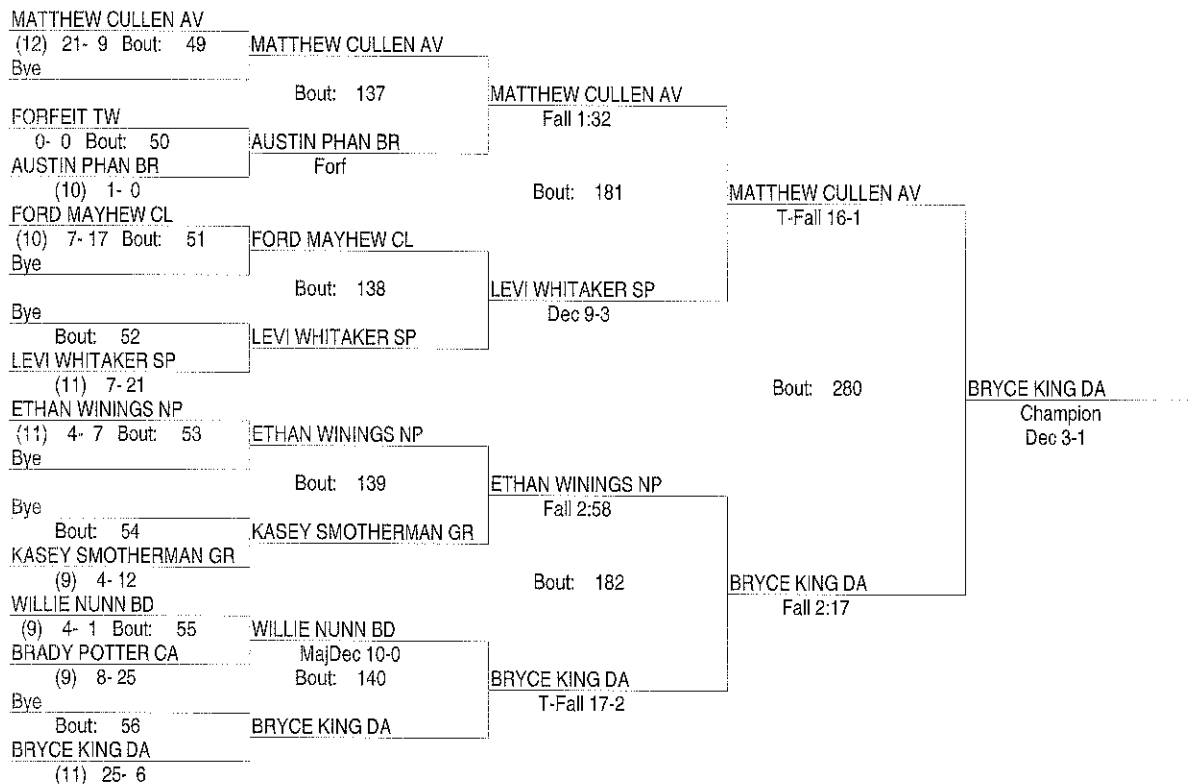 MATTHEW CULLEN AV
(12) 21- 9 Bout: 49
Bye
MATTHEW CULLEN AV
Bout: 137
FORFEIT TW
0- 0 Bout: 50
AUSTIN PHAN BR
(10) 1- 0
AUSTIN PHAN BR
Forf
MATTHEW CULLEN AV
Fall 1:32
Bout: 181
FORD MAYHEW CL
(10) 7- 17 Bout: 51
Bye
FORD MAYHEW CL
Bout: 138
Bye
Bout: 52
LEVI WHITAKER SP
(11) 7- 21
LEVI WHITAKER SP
LEVI WHITAKER SP
Dec 9-3
MATTHEW CULLEN AV
T-Fall 16-1
Bout: 280
ETHAN WININGS NP
(11) 4- 7 Bout: 53
Bye
ETHAN WININGS NP
Bout: 139
Bye
Bout: 54
KASEY SMOTHERMAN GR
(9) 4- 12
KASEY SMOTHERMAN GR
ETHAN WININGS NP
Fall 2:58
Bout: 182
WILLIE NUNN BD
(9) 4- 1 Bout: 55
BRADY POTTER CA
(9) 8- 25
WILLIE NUNN BD
MajDec 10-0
Bout: 140
Bye
Bout: 56
BRYCE KING DA
(11) 25- 6
BRYCE KING DA
BRYCE KING DA
T-Fall 17-2
BRYCE KING DA
Fall 2:17
BRYCE KING DA
Champion
Dec 3-1